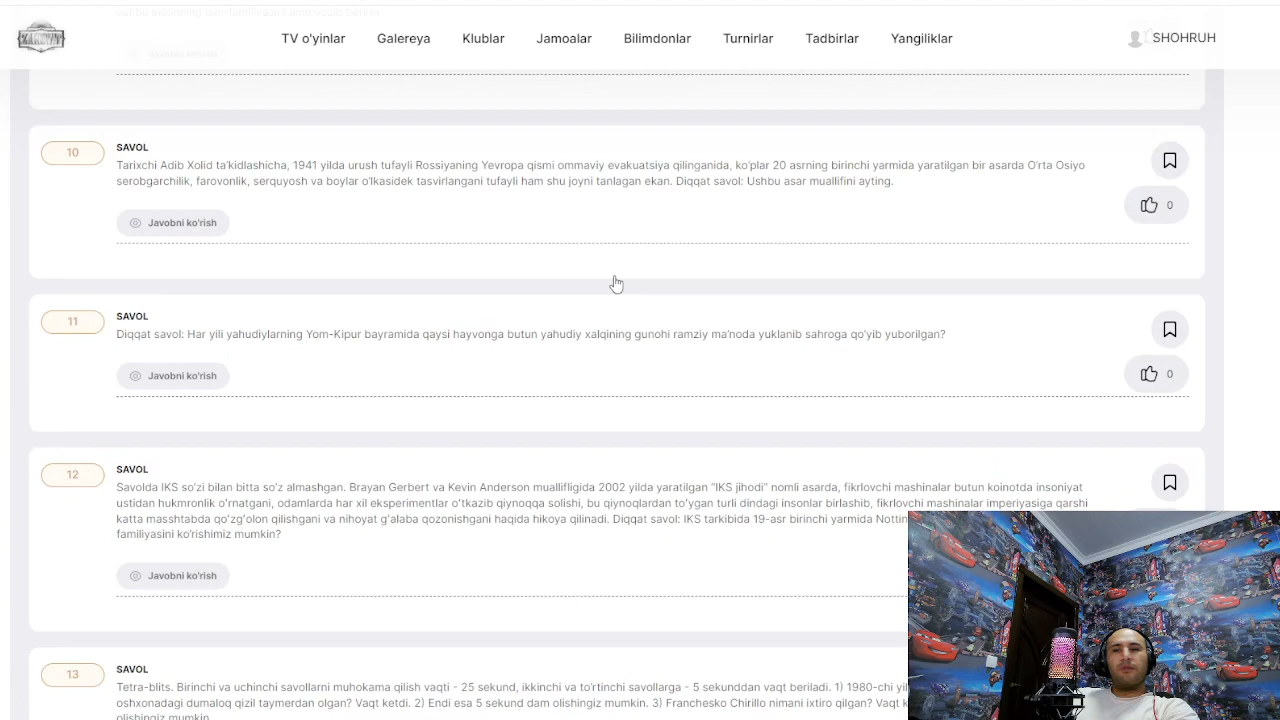 TV o'yinlar Galereya Klublar Jamoalar Bilimdonlar Turnirlar Tadbirlar Yangiliklar SHOHRUH
10
SAVOL
Tarixchi Adib Xolid ta’kidlashicha, 1941 yilda urush tufayli Rossiyaning Yevropa qismi ommaviy evakuatsiya qilinganida, ko’plar 20 asrning birinchi yarmida yaratilgan bir asarda O’rta Osiyo
serobgarchilik, farovonlik, serquyosh va boylar o’lkasidek tasvirlangani tufayli ham shu joyni tanlagan ekan. Diqqat savol: Ushbu asar muallifini ayting.
Javobni ko'rish
0
11
SAVOL
Diqqat savol: Har yili yahudiylarning Yom-Kipur bayramida qaysi hayvonga butun yahudiy xalqining gunohi ramziy ma’noda yuklanib sahroga qo’yib yuborilgan?
Javobni ko'rish
0
12
SAVOL
Savolda IKS so’zi bilan bitta so’z almashgan. Brayan Gerbert va Kevin Anderson muallifligida 2002 yilda yaratilgan “IKS jihodi” nomli asarda, fikrlovchi mashinalar butun koinotda insoniyat
ustidan hukmronlik o‘rnatgani, odamlarda har xil eksperimentlar o‘tkazib qiynoqqa solishi, bu qiynoqlardan to‘ygan turli dindagi insonlar birlashib, fikrlovchi mashinalar imperiyasiga qarshi
katta masshtabda qo‘zg‘olon qilishgani va nihoyat g‘alaba qozonishgani haqida hikoya qilinadi. Diqqat savol: IKS tarkibida 19-asr birinchi yarmida Nottin
familiyasini ko’rishimiz mumkin?
Javobni ko'rish
13
SAVOL
Tetra-blits. Birinchi va uchinchi savollarni muhokama qilish vaqti - 25 sekund, ikkinchi va to’rtinchi savollarga - 5 sekunddan vaqt beriladi. 1) 1980-chi yil
oshxonadagi dumaloq qizil taymerdan Vaqt ketdi. 2) Endi esa 5 sekund dam olishingiz mumkin. 3) Franchesko Chirillo nimani ixtiro qilgan? Vaqt k
olishingiz mumkin.